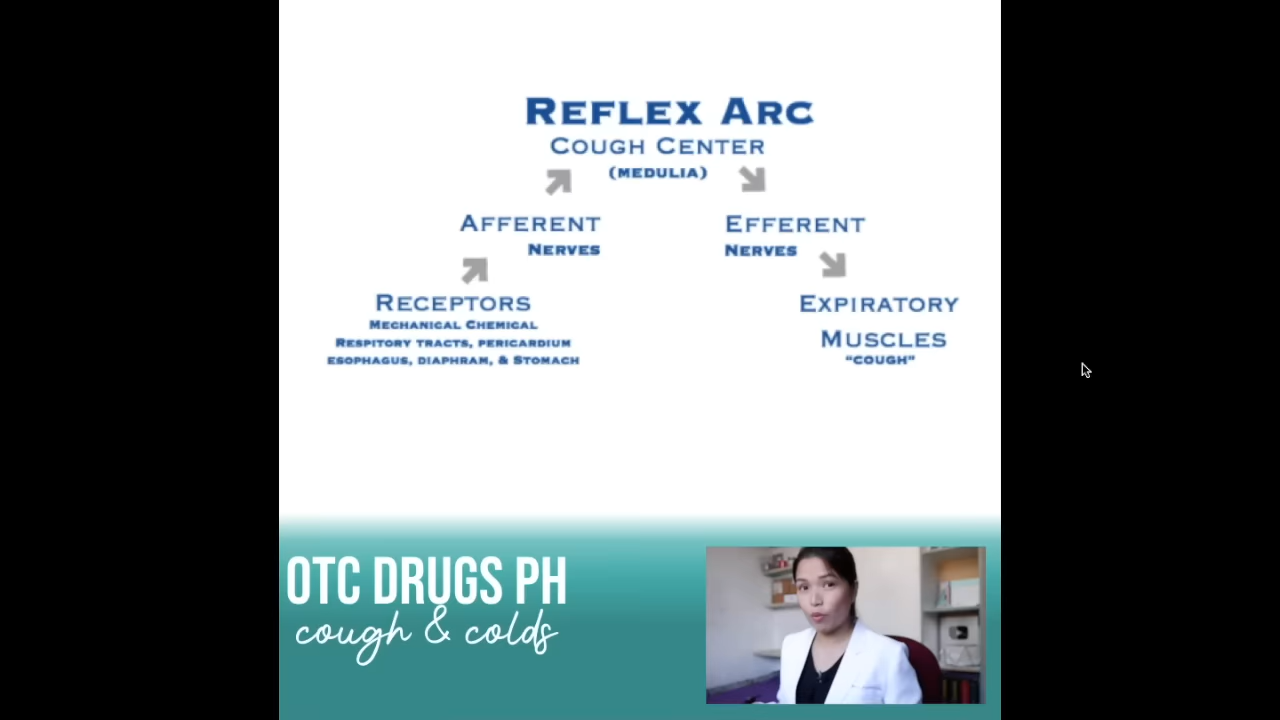 REFLEX ARC
COUGH CENTER
(MEDULIA)
AFFERENT
NERVES
EFFERENT
NERVES
RECEPTORS
MECHANICAL CHEMICAL
RESPITORY TRACTS, PERICARDIUM
ESOPHAGUS, DIAPHRAM, & STOMACH
EXPIRATORY
MUSCLES
"COUGH"
OTC DRUGS PH
cough & colds